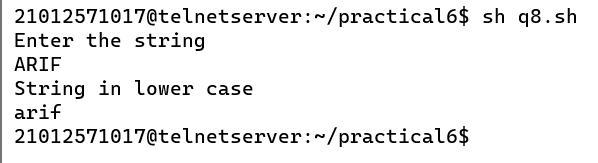 21012571017@telnetserver:~/practical6$ sh q8.sh
Enter the string
ARIF
String in lower case
arif
21012571017@telnetserver:~/practical6$